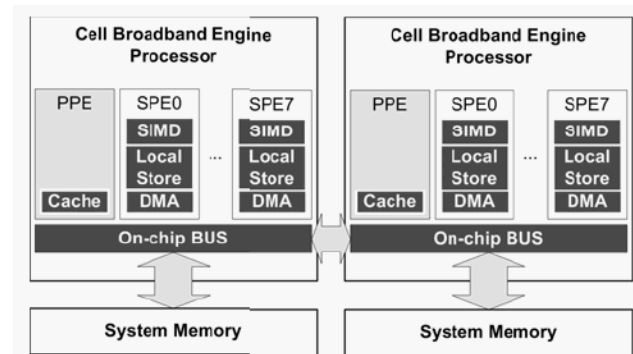 Cell Broadband Engine
Processor
PPE
Cache
SPE0
SIMD
Local
Store
DMA
...
SPE7
SIMD
Local
Store
DMA
On-chip BUS
System Memory
Cell Broadband Engine
Processor
PPE
Cache
SPE0
SIMD
Local
Store
DMA
...
SPE7
SIMD
Local
Store
DMA
On-chip BUS
System Memory